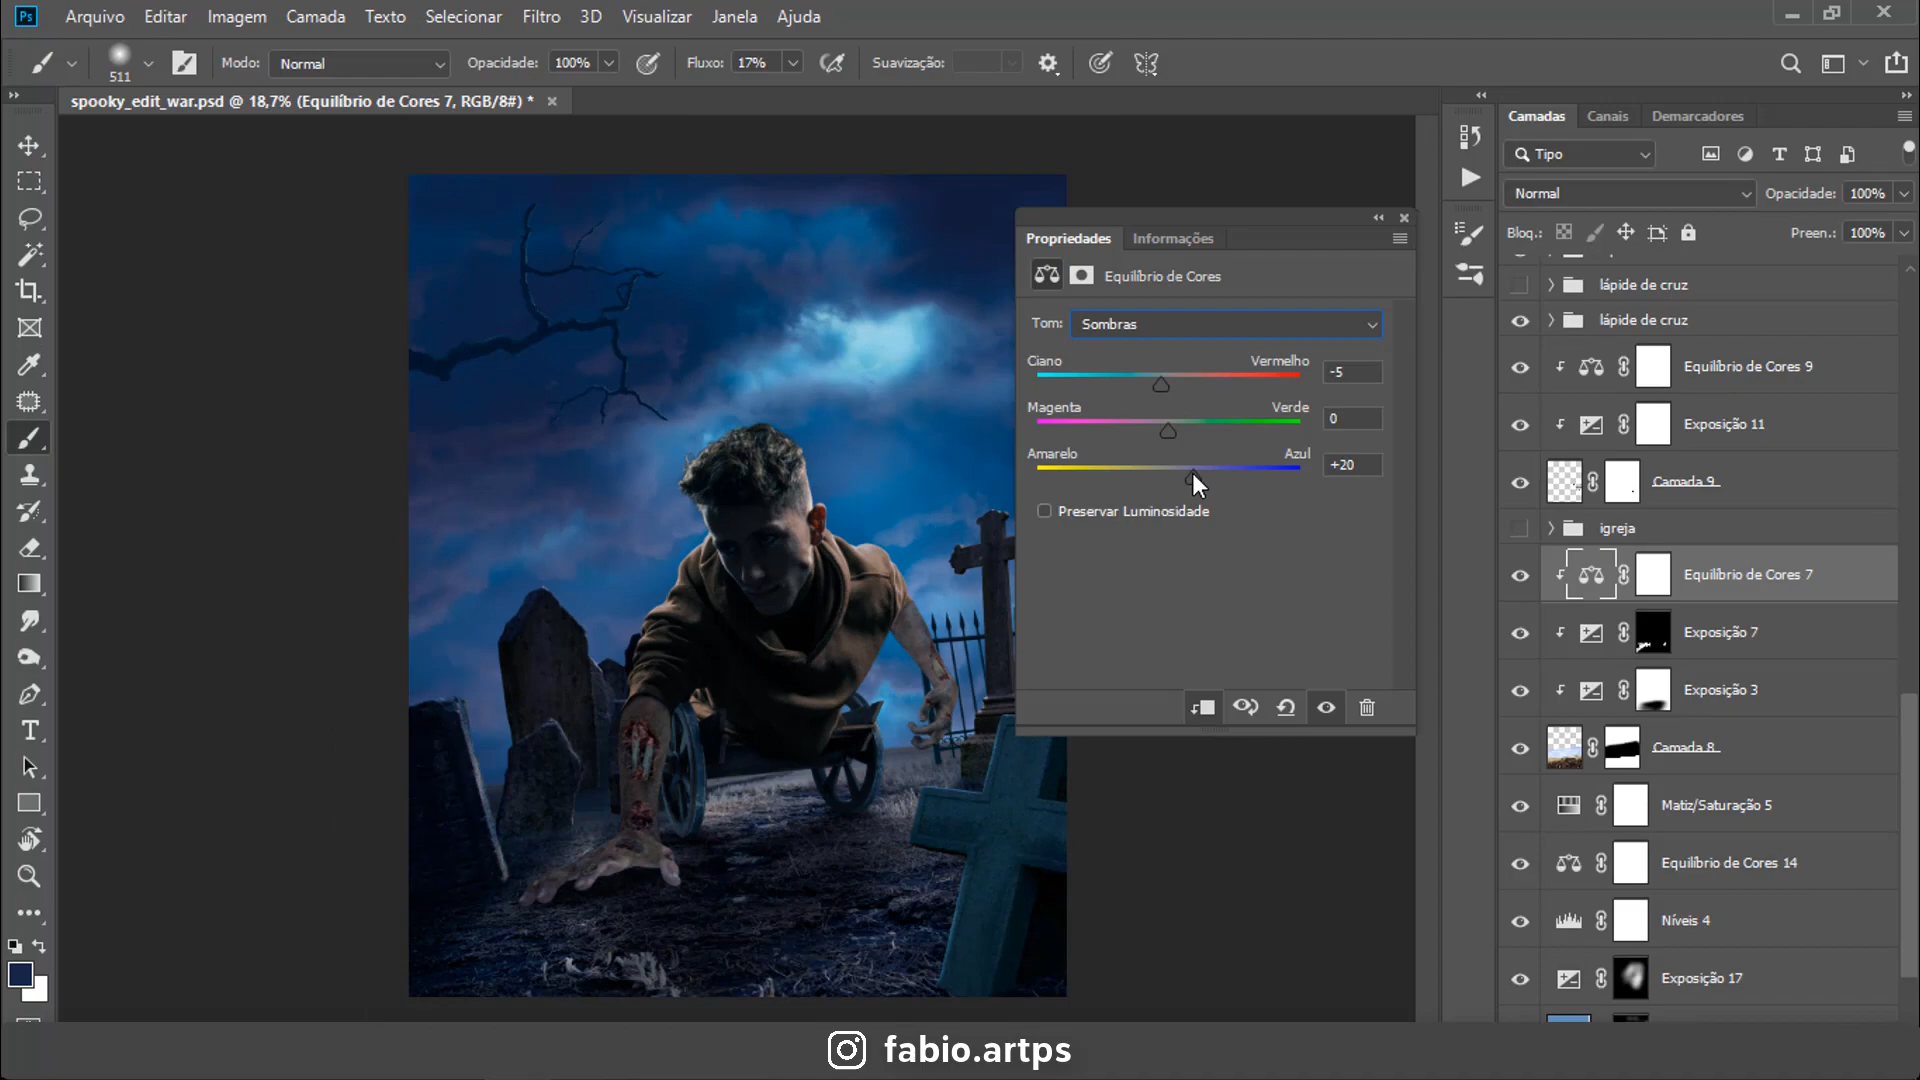 Ps Arquivo Editar Imagem Camada Texto Selecionar Filtro 3D Visualizar Janela Ajuda
511 Modo: Normal Opacidade: 100% Fluxo: 17% Suavização:
spooky_edit_war.psd @ 18,7% (Equilíbrio de Cores 7, RGB/8#) *
Propriedades Informações
Equilíbrio de Cores
Tom: Sombras
Ciano Vermelho -5
Magenta Verde 0
Amarelo Azul +20
Preservar Luminosidade
Camadas Canais Demarcadores
Tipo
Normal Opacidade: 100%
Bloq.: Preen.: 100%
lápide de cruz
lápide de cruz
Equilíbrio de Cores 9
Exposição 11
Camada 9
igreja
Equilíbrio de Cores 7
Exposição 7
Exposição 3
Camada 8
Matiz/Saturação 5
Equilíbrio de Cores 14
Níveis 4
Exposição 17
fabio.artps